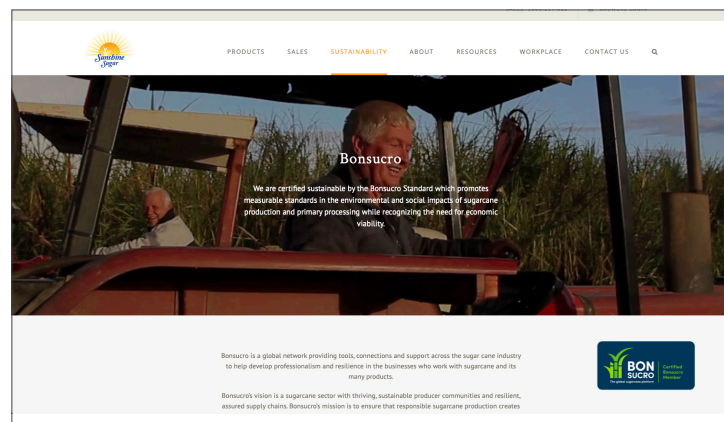 PRODUCTS SALES SUSTAINABILITY ABOUT RESOURCES WORKPLACE CONTACT US
Sunshine
Sugar
Bonsucro
We are certified sustainable by the Bonsucro Standard which promotes
measurable standards in the environmental and social impacts of sugarcane
production and primary processing while recognizing the need for economic
viability.
Bonsucro is a global network providing tools, connections and support across the sugar cane industry
to help develop professionalism and resilience in the businesses who work with sugarcane and its
many products.
Bonsucro's vision is a sugarcane sector with thriving, sustainable producer communities and resilient,
assured supply chains. Bonsucro's mission is to ensure that responsible sugarcane production creates
BON
SUCRO
The global sugarcane platform
Certified
Bonsucro
Member